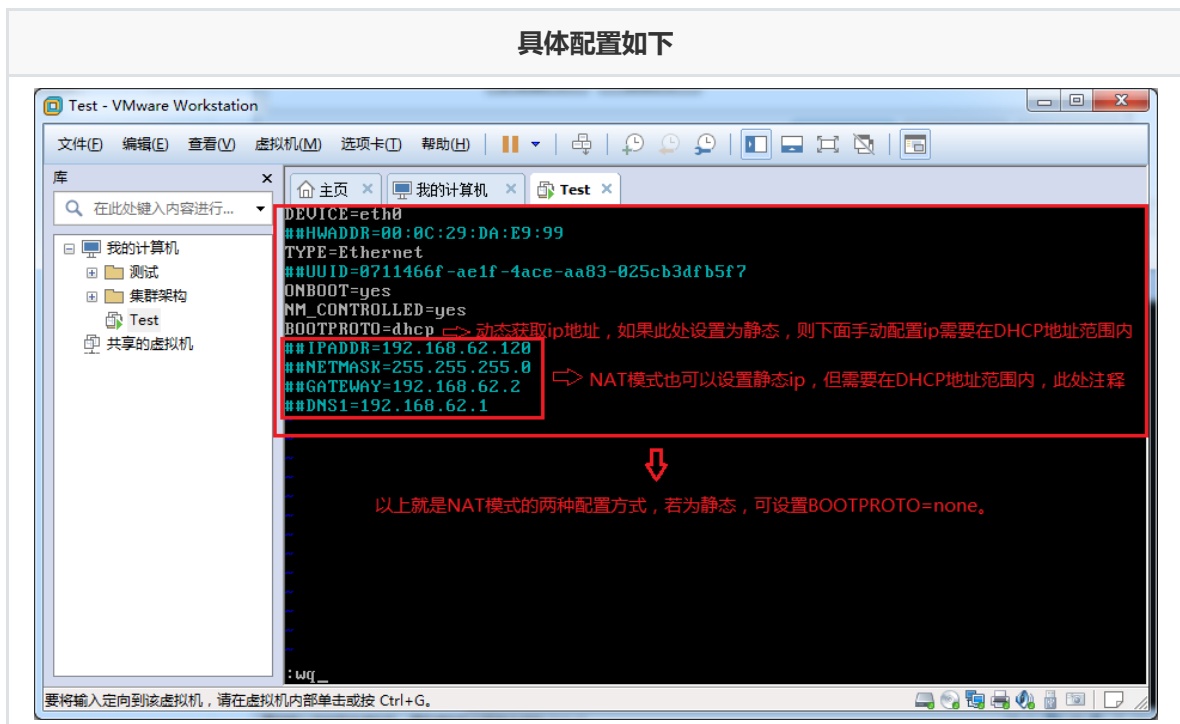 具体配置如下
Test - VMware Workstation
文件(F) 编辑(E) 查看(V) 虚拟机(M) 选项卡(T) 帮助(H)
库
在此处键入内容进行...
主页
我的计算机
Test
我的计算机
测试
集群架构
Test
共享的虚拟机
DEVICE=eth0
##HWADDR=00:0C:29:DA:E9:99
TYPE=Ethernet
##UUID=0711466f-ae1f-4ace-aa83-025cb3dfb5f7
ONBOOT=yes
NM_CONTROLLED=yes
BOOTPROTO=dhcp 动态获取ip地址，如果此处设置为静态，则下面手动配置ip需要在DHCP地址范围内
##IPADDR=192.168.62.120
##NETMASK=255.255.255.0
NAT模式也可以设置静态ip，但需要在DHCP地址范围内，此处注释
##GATEWAY=192.168.62.2
##DNS1=192.168.62.1
以上就是NAT模式的两种配置方式，若为静态，可设置BOOTPROTO=none。
:wq_
要将输入定向到该虚拟机，请在虚拟机内部单击或按 Ctrl+G。